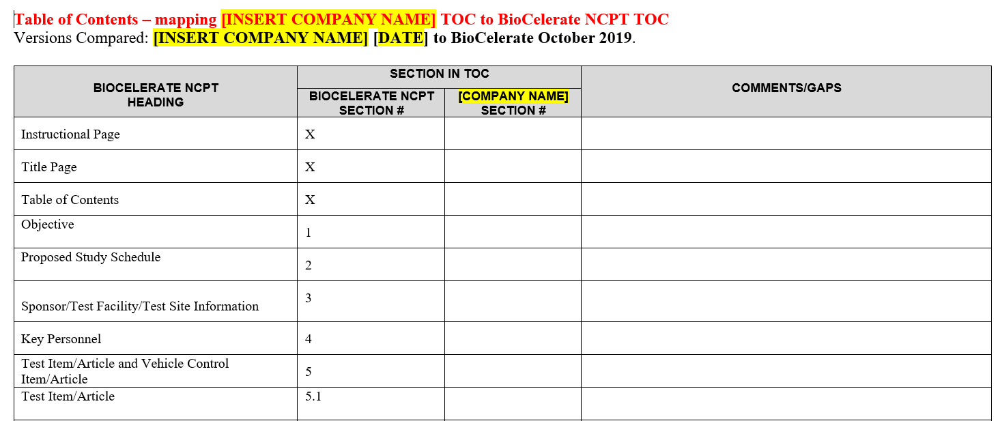 Table of Contents – mapping [INSERT COMPANY NAME] TOC to BioCelerate NCPT TOC
Versions Compared: [INSERT COMPANY NAME] [DATE] to BioCelerate October 2019.
BIOCELERATE NCPT
HEADING
SECTION IN TOC
BIOCELERATE NCPT
SECTION #
[COMPANY NAME]
SECTION #
COMMENTS/GAPS
Instructional Page
X
Title Page
X
Table of Contents
X
Objective
1
Proposed Study Schedule
2
Sponsor/Test Facility/Test Site Information
3
Key Personnel
4
Test Item/Article and Vehicle Control
Item/Article
5
Test Item/Article
5.1